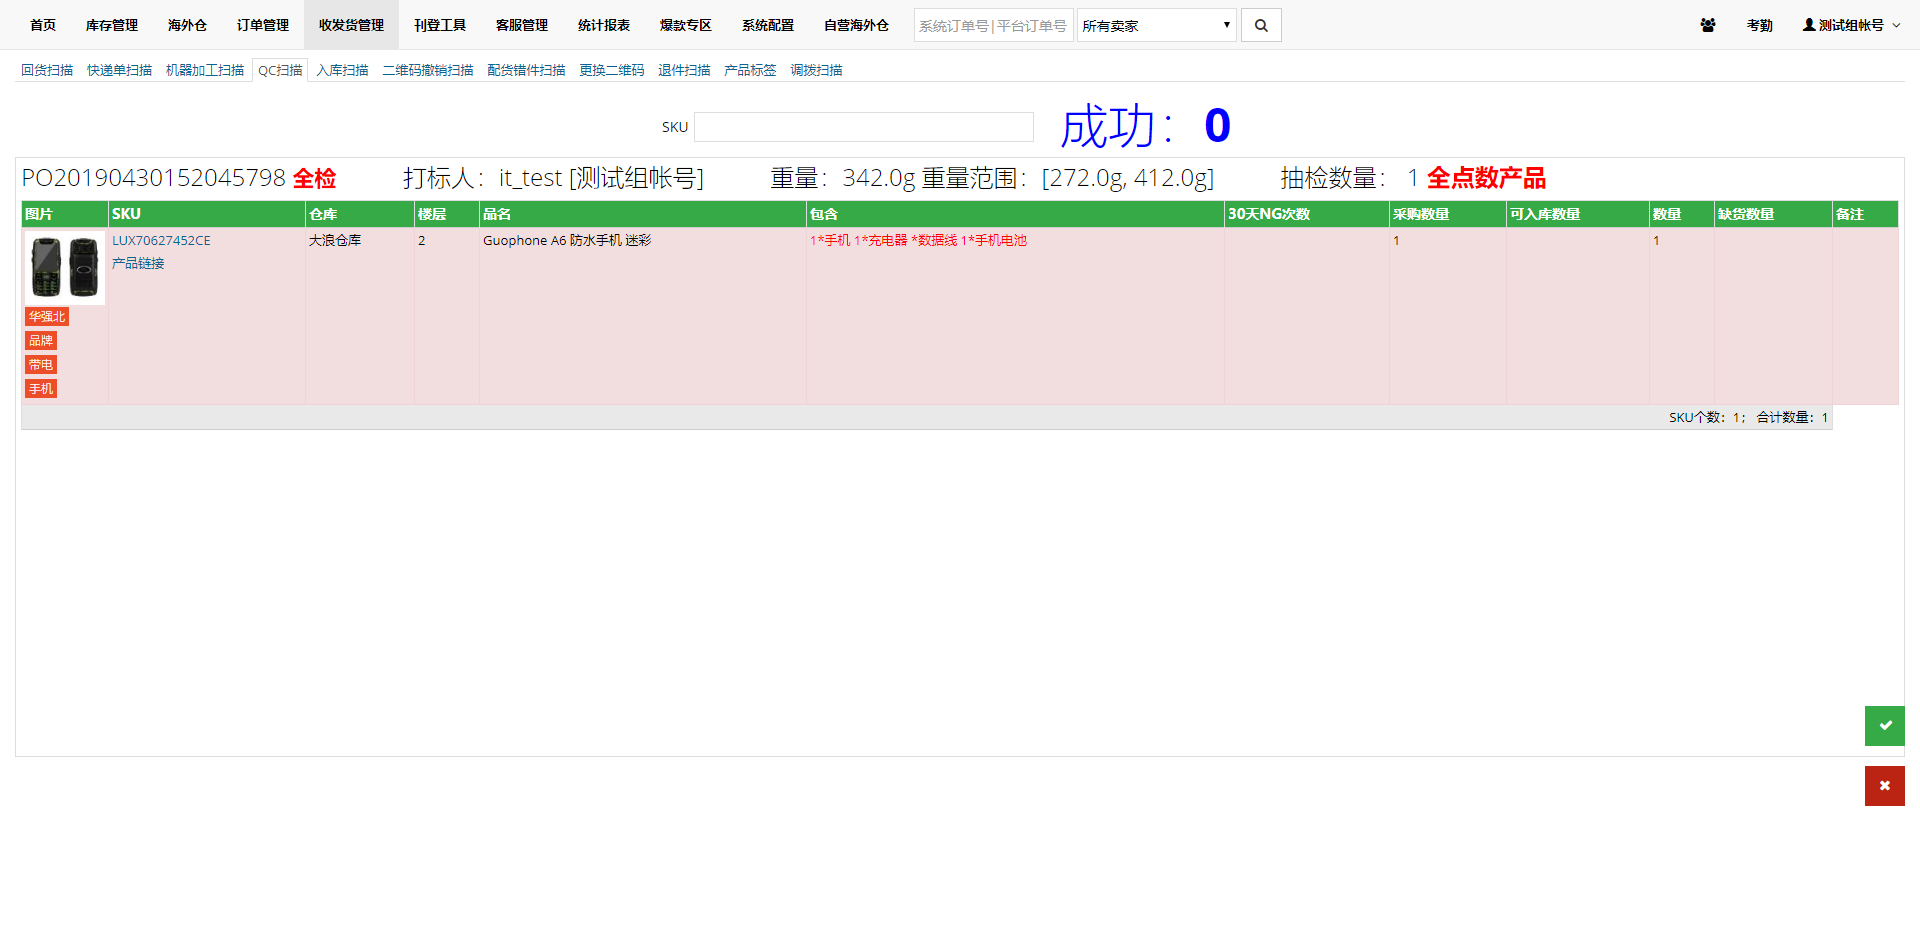 首页 库存管理 海外仓 订单管理 收发货管理 刊登工具 客服管理 统计报表 爆款专区 系统配置 自营海外仓 系统订单号|平台订单号 所有卖家 考勤 测试组帐号
回货扫描 快递单扫描 机器加工扫描 QC扫描 入库扫描 二维码撤销扫描 配货错件扫描 更换二维码 退件扫描 产品标签 调拨扫描
SKU 成功：0
PO20190430152045798 全检 打标人：it_test [测试组帐号] 重量：342.0g 重量范围：[272.0g, 412.0g] 抽检数量： 1 全点数产品
图片 SKU 仓库 楼层 品名 包含 30天NG次数 采购数量 可入库数量 数量 缺货数量 备注
LUX70627452CE 大浪仓库 2 Guophone A6 防水手机 迷彩 1*手机 1*充电器 *数据线 1*手机电池 1 1
产品链接
华强北
品牌
带电
手机
SKU个数：1； 合计数量：1